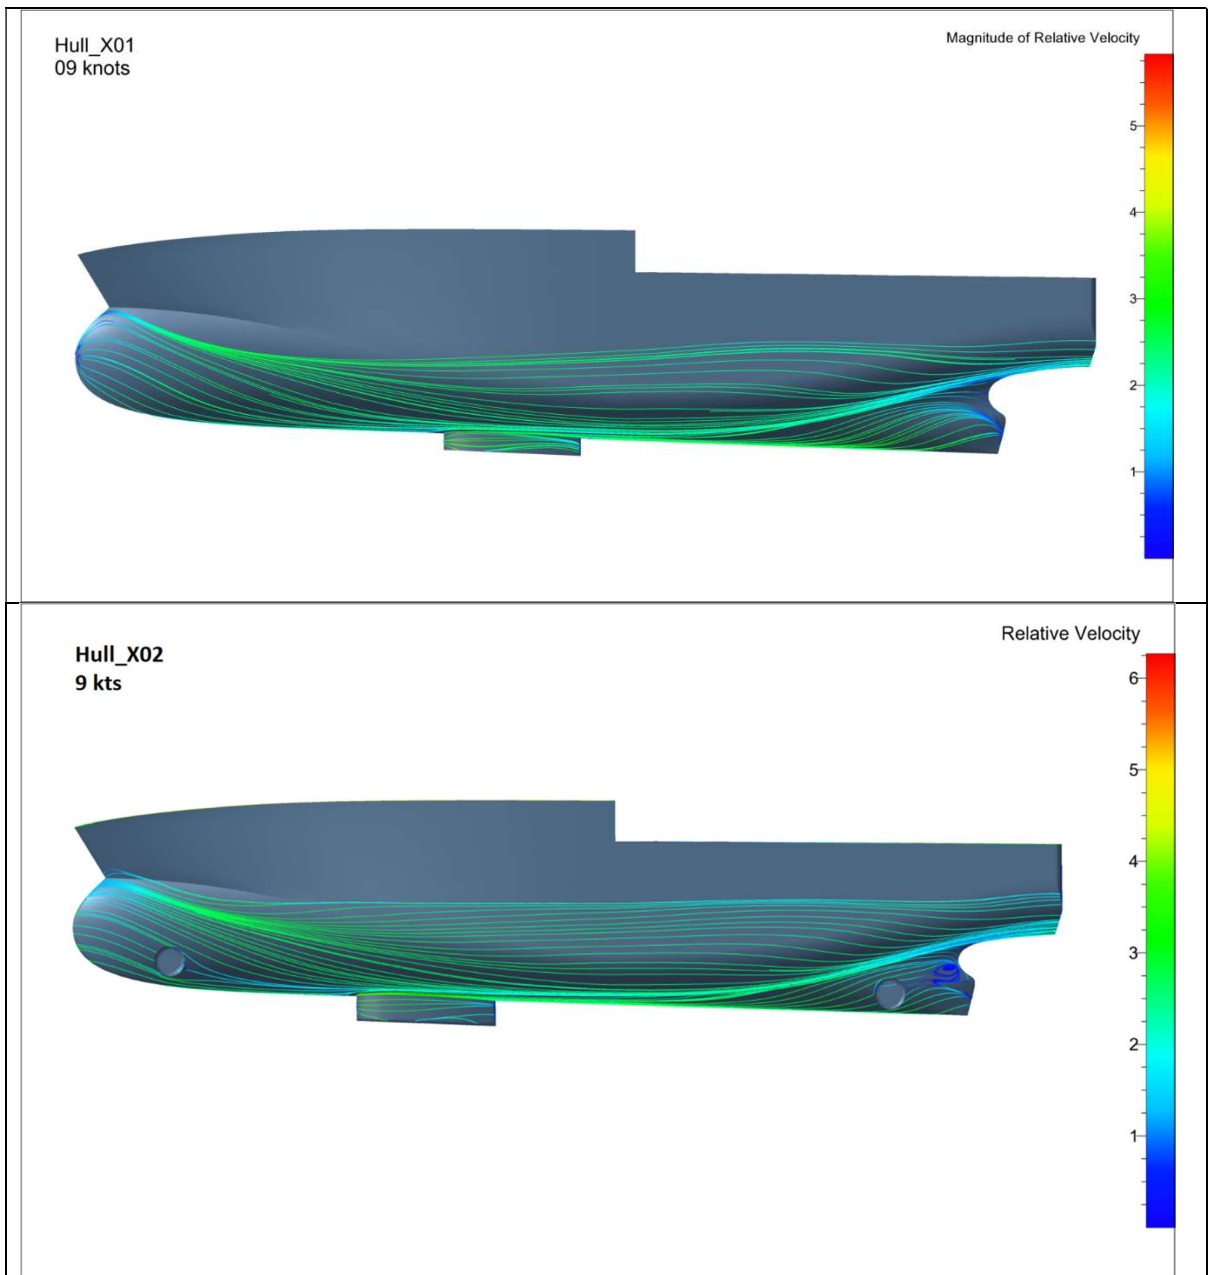 Hull_X01
09 knots
Magnitude of Relative Velocity
5
4
3
2
1
Hull_X02
9 kts
Relative Velocity
6
5
4
3
2
1